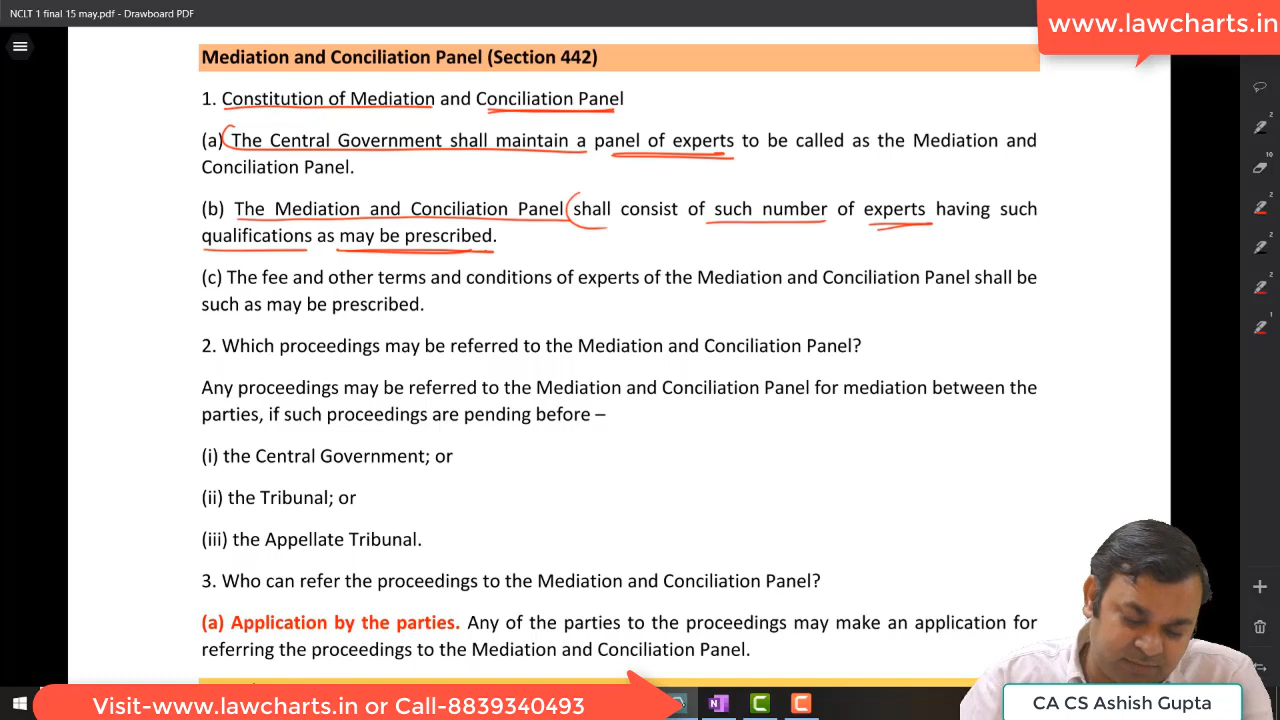 NCLT 1 final 15 may.pdf - Drawboard PDF
www.lawcharts.in
Mediation and Conciliation Panel (Section 442)
1. Constitution of Mediation and Conciliation Panel
(a) The Central Government shall maintain a panel of experts to be called as the Mediation and
Conciliation Panel.
(b) The Mediation and Conciliation Panel shall consist of such number of experts having such
qualifications as may be prescribed.
(c) The fee and other terms and conditions of experts of the Mediation and Conciliation Panel shall be
such as may be prescribed.
2. Which proceedings may be referred to the Mediation and Conciliation Panel?
Any proceedings may be referred to the Mediation and Conciliation Panel for mediation between the
parties, if such proceedings are pending before –
(i) the Central Government; or
(ii) the Tribunal; or
(iii) the Appellate Tribunal.
3. Who can refer the proceedings to the Mediation and Conciliation Panel?
(a) Application by the parties. Any of the parties to the proceedings may make an application for
referring the proceedings to the Mediation and Conciliation Panel.
Visit-www.lawcharts.in or Call-8839340493
CA CS Ashish Gupta